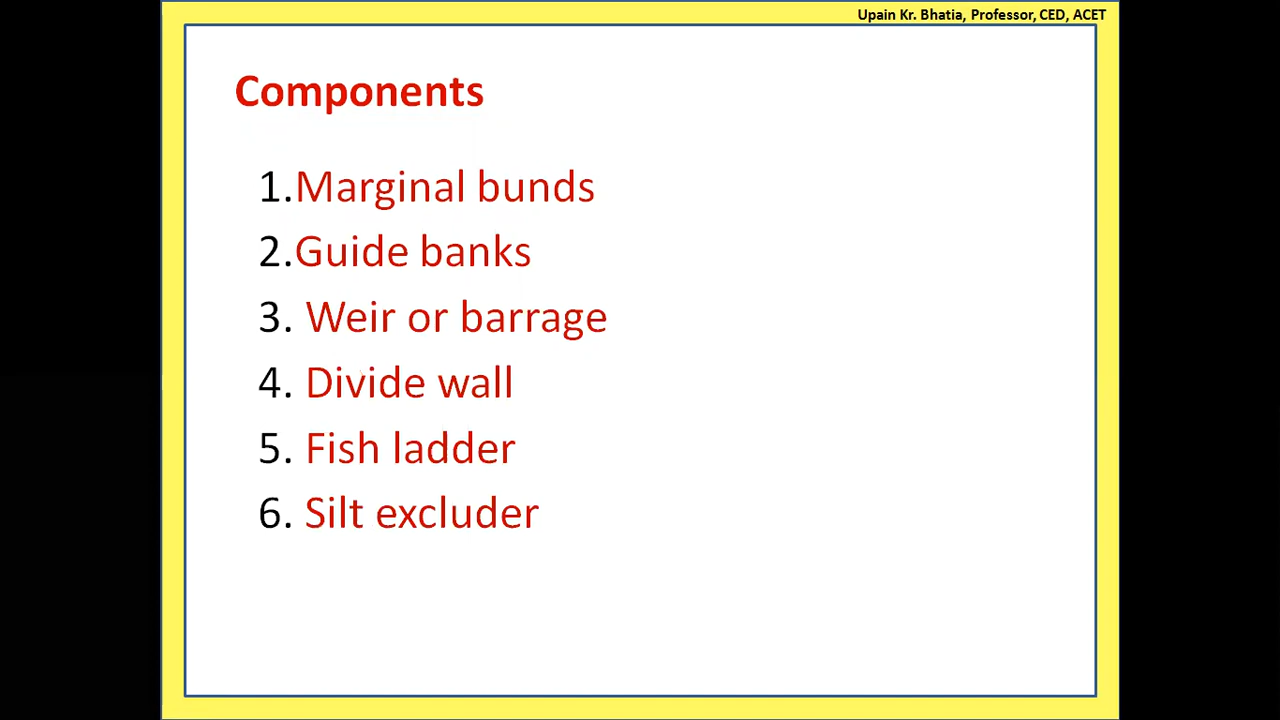 Upain Kr. Bhatia, Professor, CED, ACET
Components
1.Marginal bunds
2.Guide banks
3. Weir or barrage
4. Divide wall
5. Fish ladder
6. Silt excluder